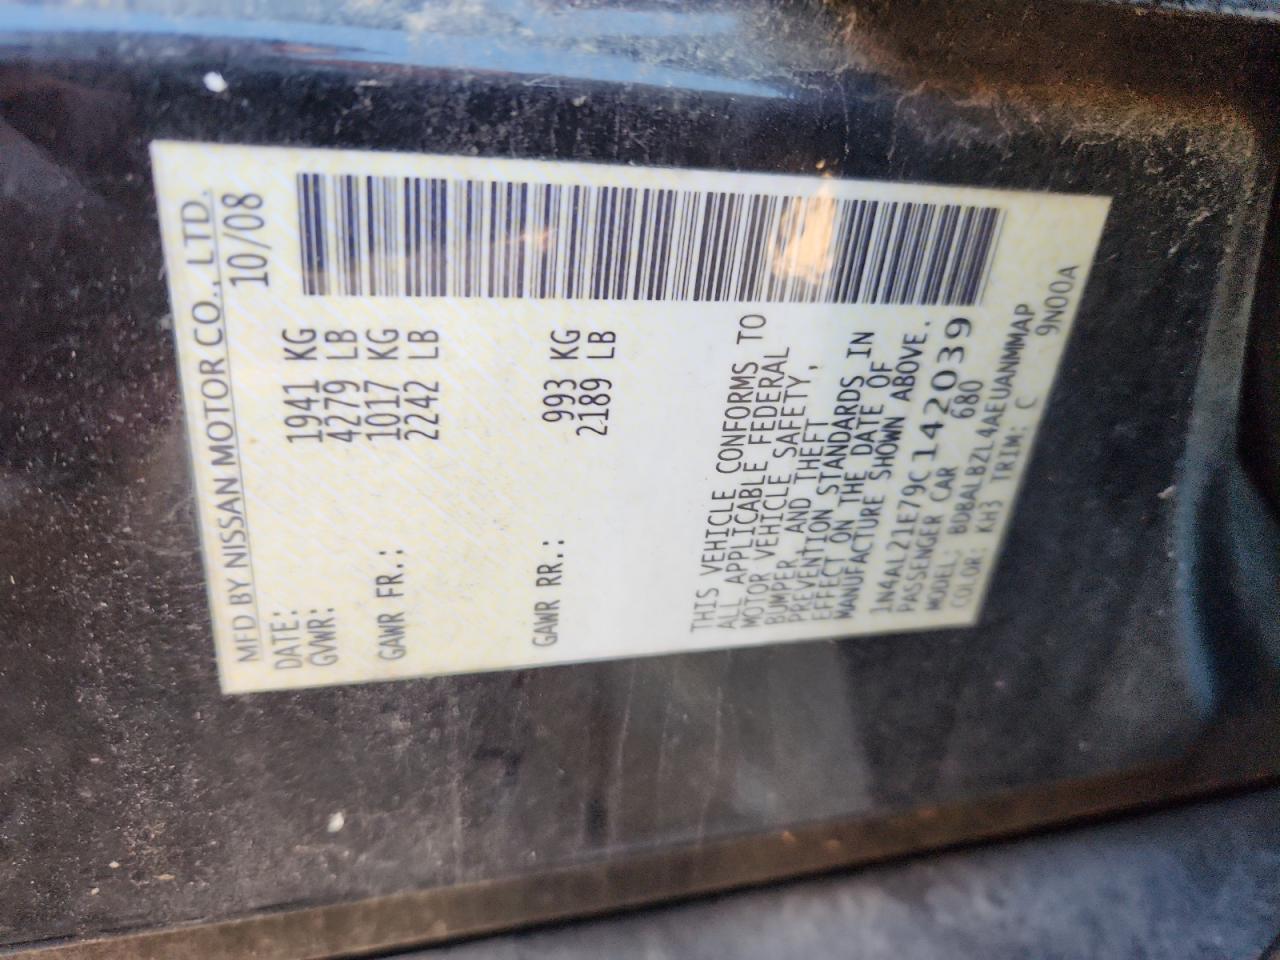 MFD BY NISSAN MOTOR CO., LTD.
DATE: 10/08
GVWR: 1941 KG
4279 LB
GAWR FR.: 1017 KG
2242 LB
GAWR RR.: 993 KG
2189 LB
THIS VEHICLE CONFORMS TO
ALL APPLICABLE FEDERAL
MOTOR VEHICLE SAFETY,
BUMPER AND THEFT
PREVENTION STANDARDS IN
EFFECT ON THE DATE OF
MANUFACTURE SHOWN ABOVE.
1N4AL21E79C142039
PASSENGER CAR 680
MODEL: BDBALBZL4AEUANMMAP
COLOR: KH3 TRIM: C 9N00A